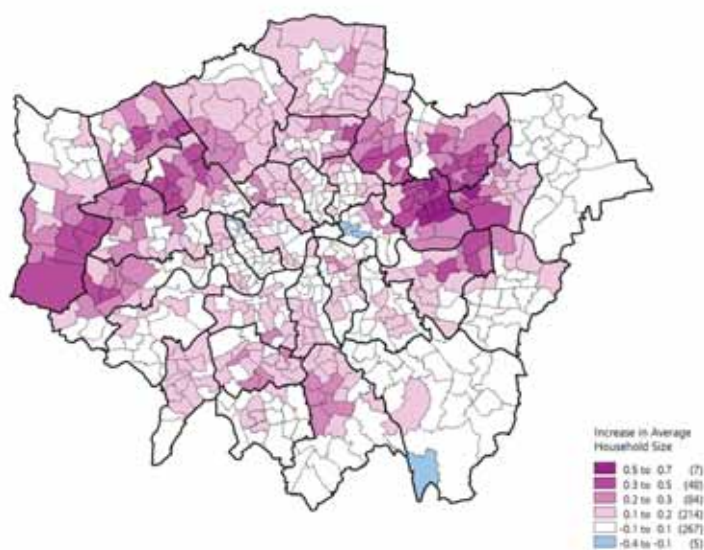 Increase in Average
Household Size
0.5 to 0.7 (7)
0.3 to 0.5 (40)
0.2 to 0.3 (84)
0.1 to 0.2 (214)
-0.1 to 0.1 (267)
-0.4 to -0.1 (5)